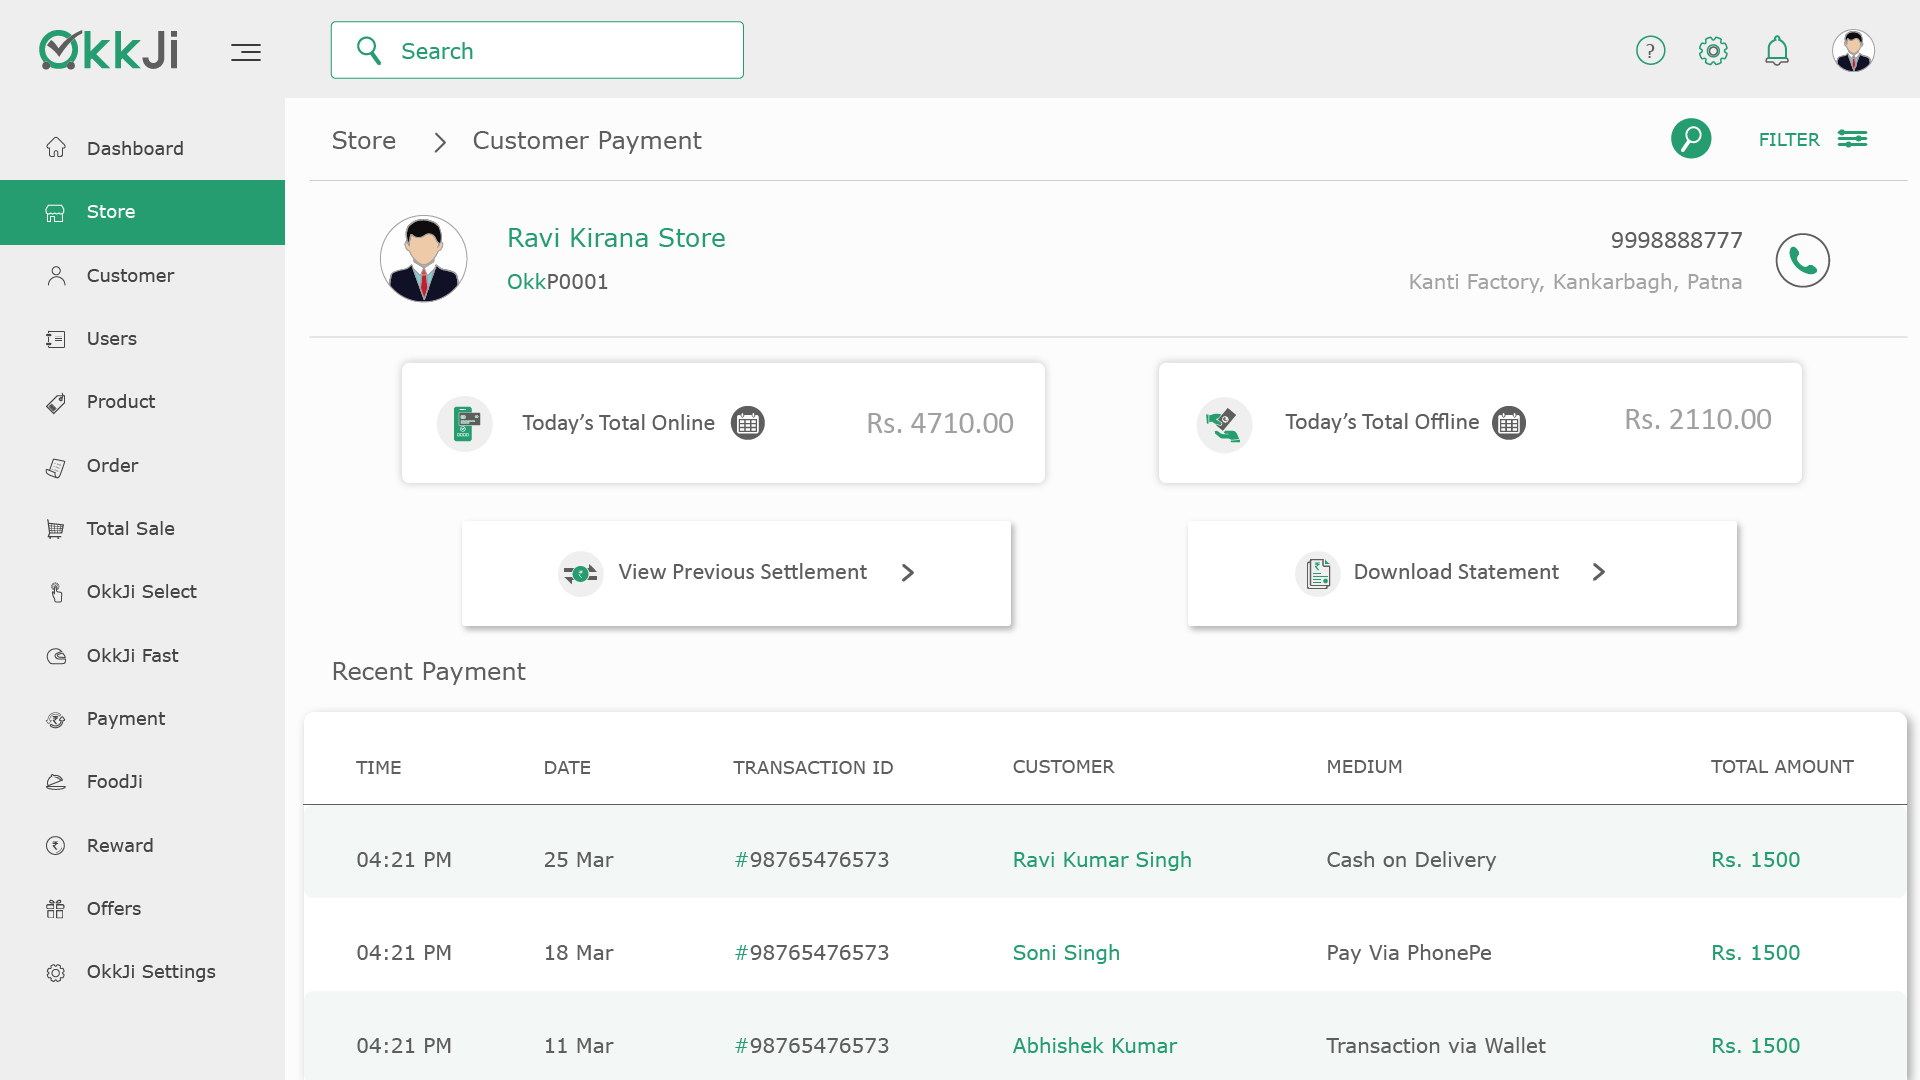 OkkJi
Search
?
Dashboard
Store
Customer
Users
Product
Order
Total Sale
OkkJi Select
OkkJi Fast
Payment
FoodJi
Reward
Offers
OkkJi Settings
Store > Customer Payment
FILTER
Ravi Kirana Store
OkkP0001
9998888777
Kanti Factory, Kankarbagh, Patna
Today’s Total Online Rs. 4710.00
Today’s Total Offline Rs. 2110.00
View Previous Settlement >
Download Statement >
Recent Payment
TIME DATE TRANSACTION ID CUSTOMER MEDIUM TOTAL AMOUNT
04:21 PM 25 Mar #98765476573 Ravi Kumar Singh Cash on Delivery Rs. 1500
04:21 PM 18 Mar #98765476573 Soni Singh Pay Via PhonePe Rs. 1500
04:21 PM 11 Mar #98765476573 Abhishek Kumar Transaction via Wallet Rs. 1500